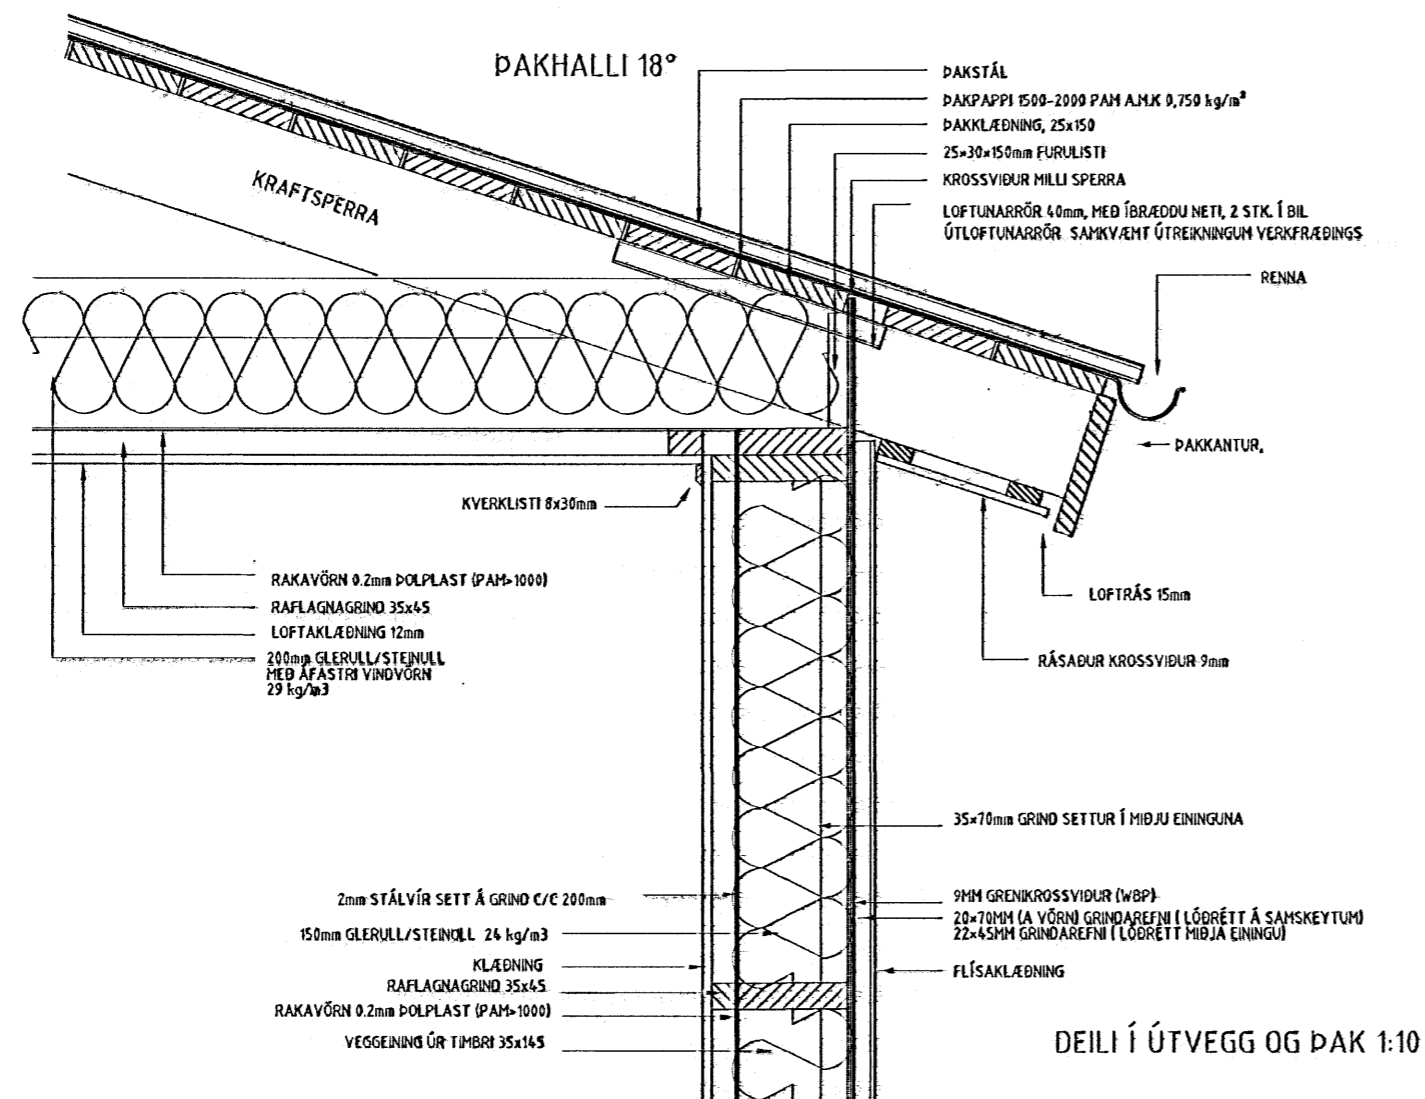 ÞAKHALLI 18°
ÞAKSTÁL
ÞAKPAPPI 1500-2000 PAM A.M.K 0,750 kg/m²
ÞAKKLÆÐNING, 25x150
25x30x150mm FURULISTI
KROSSVIÐUR MILLI SPERRA
LOFTUNARRÖR 40mm, MEÐ ÍBRÆDDU NETI, 2 STK. Í BIL
ÚTLOFTUNARRÖR SAMKVÆMT ÚTREIKNINGUM VERKFRÆÐINGS
KRAFTSPERRA
RENNA
ÞAKKANTUR.
KVERKLISTI 8x30mm
RAKAVÖRN 0.2mm ÞOLPLAST (PAM>1000)
RAFLAGNAGRIND 35x45
LOFTAKLÆÐNING 12mm
200mm GLERULL/STEINULL
MEÐ ÁFASTRI VINDVÖRN
29 kg/m3
LOFTRÁS 15mm
RÁSAÐUR KROSSVIÐUR 9mm
35x70mm GRIND SETTUR Í MIÐJU EININGUNA
2mm STÁLVÍR SETT Á GRIND C/C 200mm
9MM GRENIKROSSVIÐUR (WBP)
20x70MM (A VÖRN) GRINDAREFNI ( LÓÐRÉTT Á SAMSKEYTUM)
22x45MM GRINDAREFNI ( LÓÐRÉTT MIÐJA EININGU)
150mm GLERULL/STEINULL 24 kg/m3
KLÆÐNING
FLÍSAKLÆÐNING
RAFLAGNAGRIND 35x45
RAKAVÖRN 0.2mm ÞOLPLAST (PAM>1000)
VEGGEINING ÚR TIMBRI 35x145
DEILI Í ÚTVEGG OG ÞAK 1:10